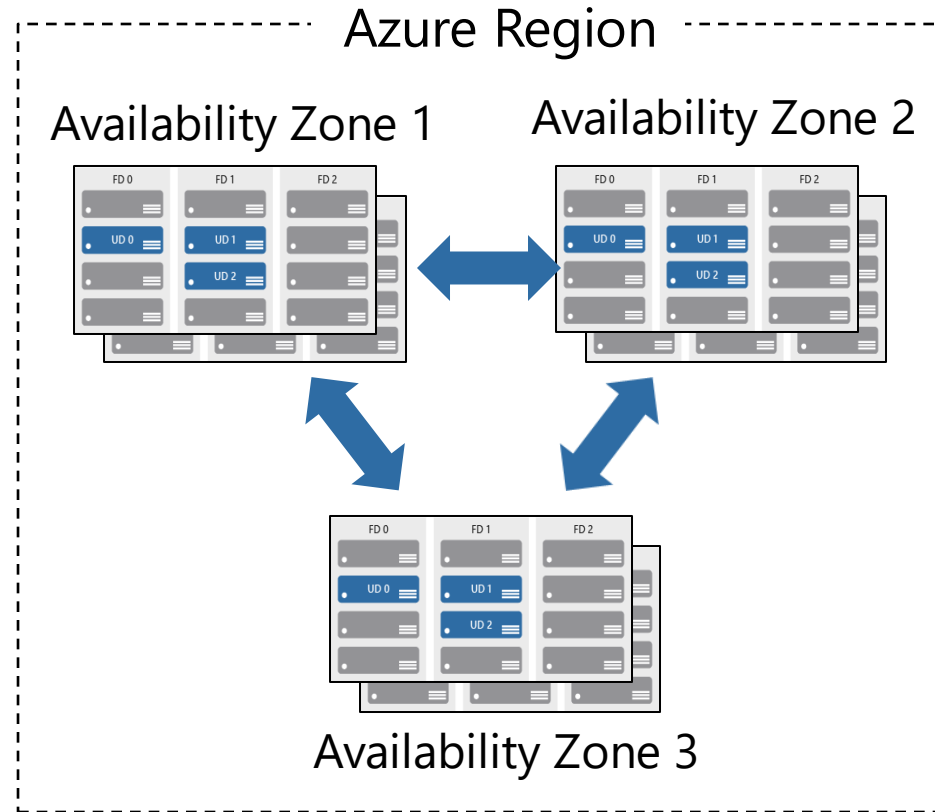 Azure Region
Availability Zone 1
FD 0 FD 1 FD 2
UD 0 UD 1
UD 2
Availability Zone 2
FD 0 FD 1 FD 2
UD 0 UD 1
UD 2
FD 0 FD 1 FD 2
UD 0 UD 1
UD 2
Availability Zone 3